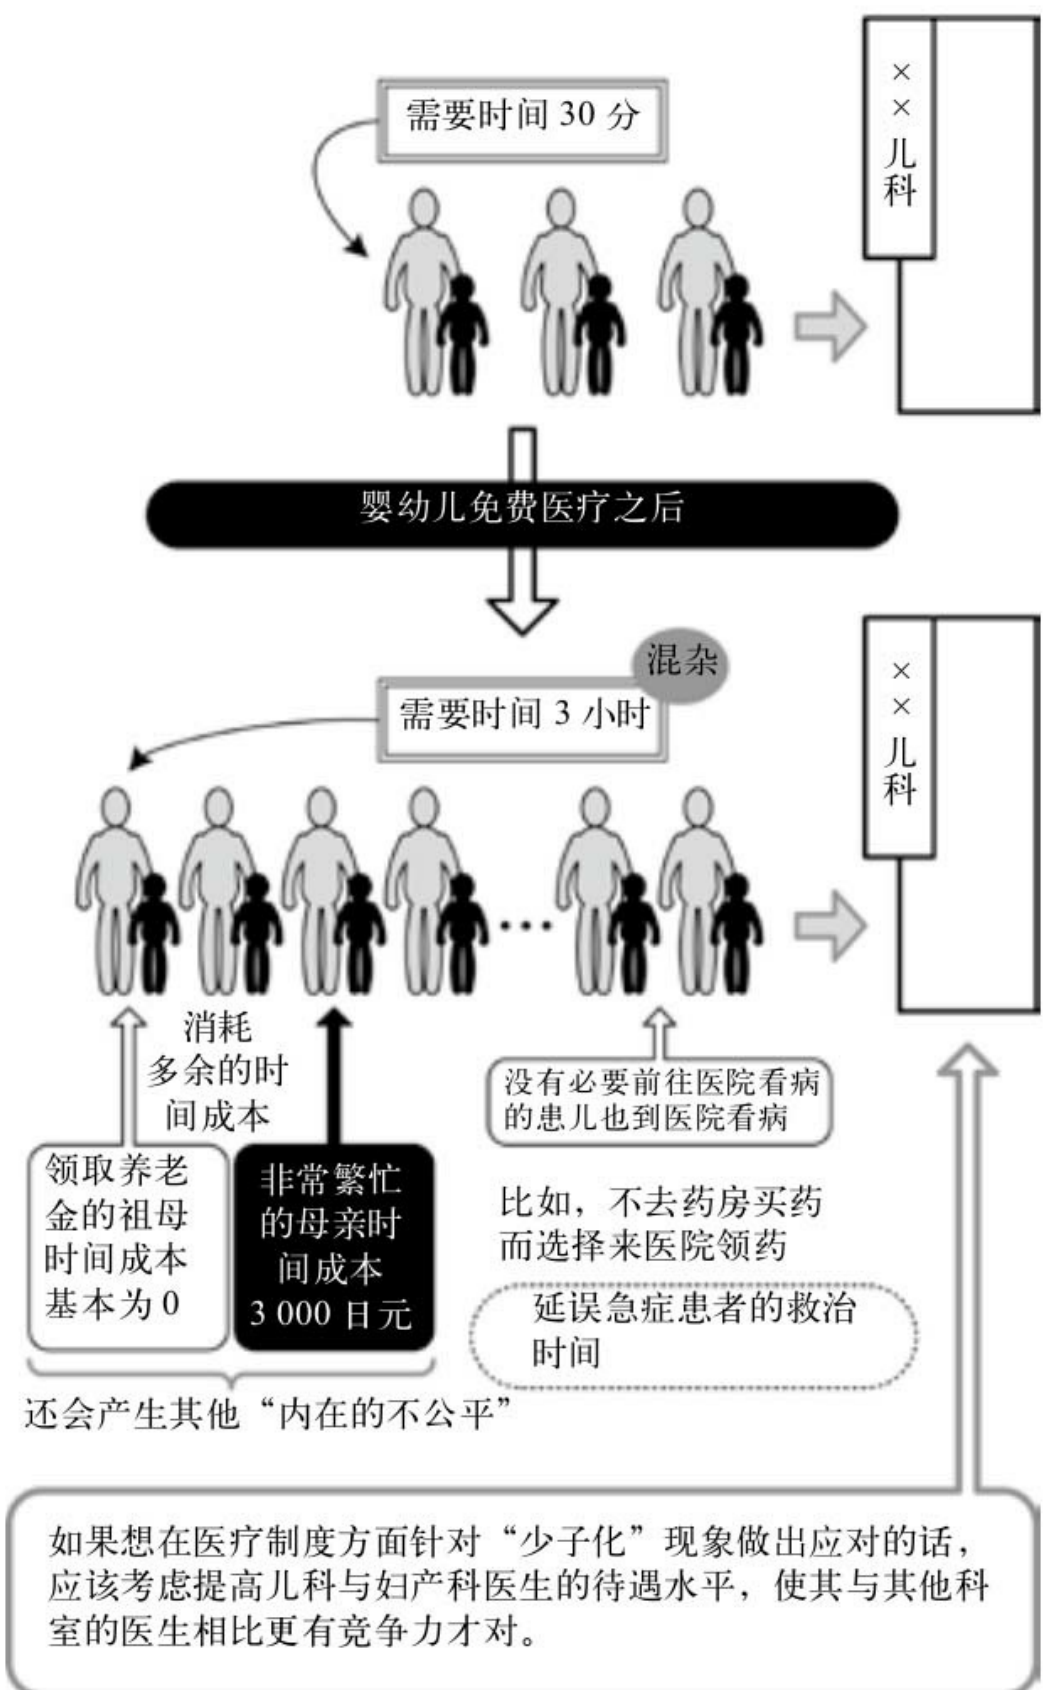 需要时间 30 分
××儿科
婴幼儿免费医疗之后
混杂
需要时间 3 小时
××儿科
消耗
多余的时
间成本
没有必要前往医院看病
的患儿也到医院看病
领取养老
金的祖母
时间成本
基本为 0
非常繁忙
的母亲时
间成本
3 000 日元
比如，不去药房买药
而选择来医院领药
延误急症患者的救治
时间
还会产生其他“内在的不公平”
如果想在医疗制度方面针对“少子化”现象做出应对的话，
应该考虑提高儿科与妇产科医生的待遇水平，使其与其他科
室的医生相比更有竞争力才对。